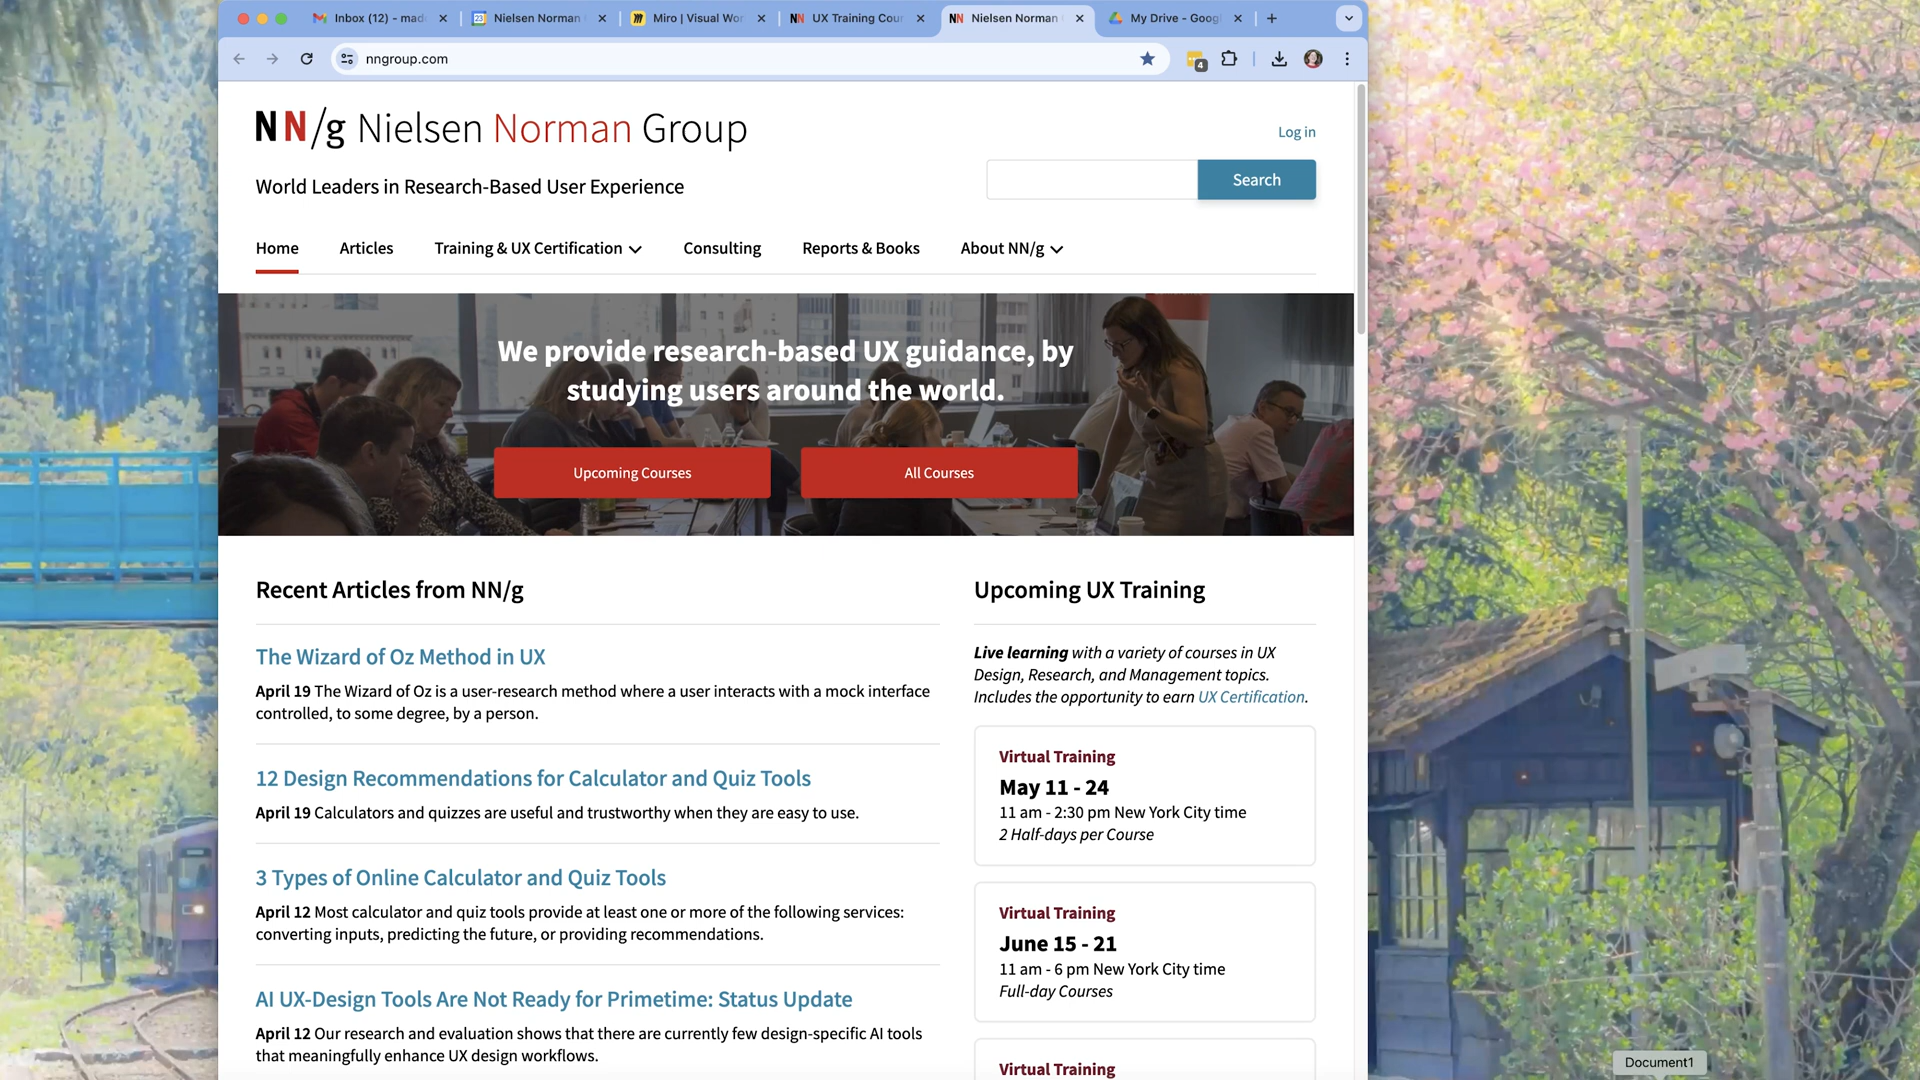 Inbox (12) - mad
Nielsen Norman
Miro | Visual Wo
UX Training Cour
Nielsen Norman
My Drive - Googl
nngroup.com
4
NN/g Nielsen Norman Group
Log in
World Leaders in Research-Based User Experience
Search
Home
Articles
Training & UX Certification
Consulting
Reports & Books
About NN/g
We provide research-based UX guidance, by
studying users around the world.
Upcoming Courses
All Courses
Recent Articles from NN/g
The Wizard of Oz Method in UX
April 19 The Wizard of Oz is a user-research method where a user interacts with a mock interface
controlled, to some degree, by a person.
12 Design Recommendations for Calculator and Quiz Tools
April 19 Calculators and quizzes are useful and trustworthy when they are easy to use.
3 Types of Online Calculator and Quiz Tools
April 12 Most calculator and quiz tools provide at least one or more of the following services:
converting inputs, predicting the future, or providing recommendations.
AI UX-Design Tools Are Not Ready for Primetime: Status Update
April 12 Our research and evaluation shows that there are currently few design-specific AI tools
that meaningfully enhance UX design workflows.
Upcoming UX Training
Live learning with a variety of courses in UX
Design, Research, and Management topics.
Includes the opportunity to earn UX Certification.
Virtual Training
May 11 - 24
11 am - 2:30 pm New York City time
2 Half-days per Course
Virtual Training
June 15 - 21
11 am - 6 pm New York City time
Full-day Courses
Virtual Training
Document1